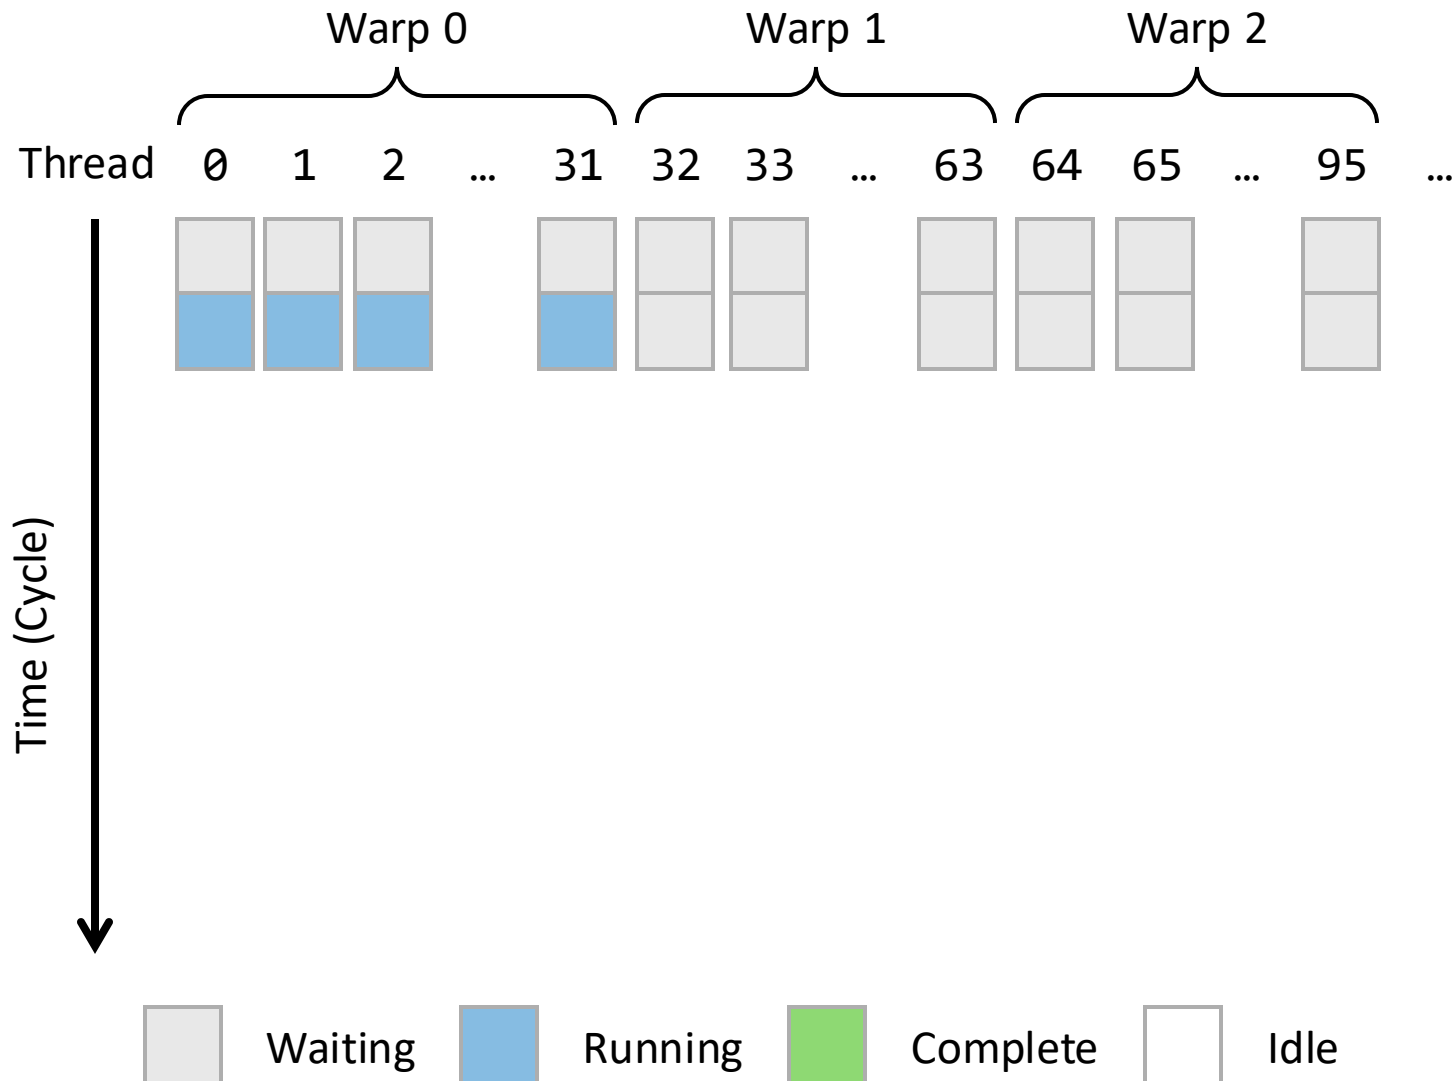 Warp 0 Warp 1 Warp 2
Thread 0 1 2 … 31 32 33 … 63 64 65 … 95 …
Time (Cycle)
Waiting Running Complete Idle